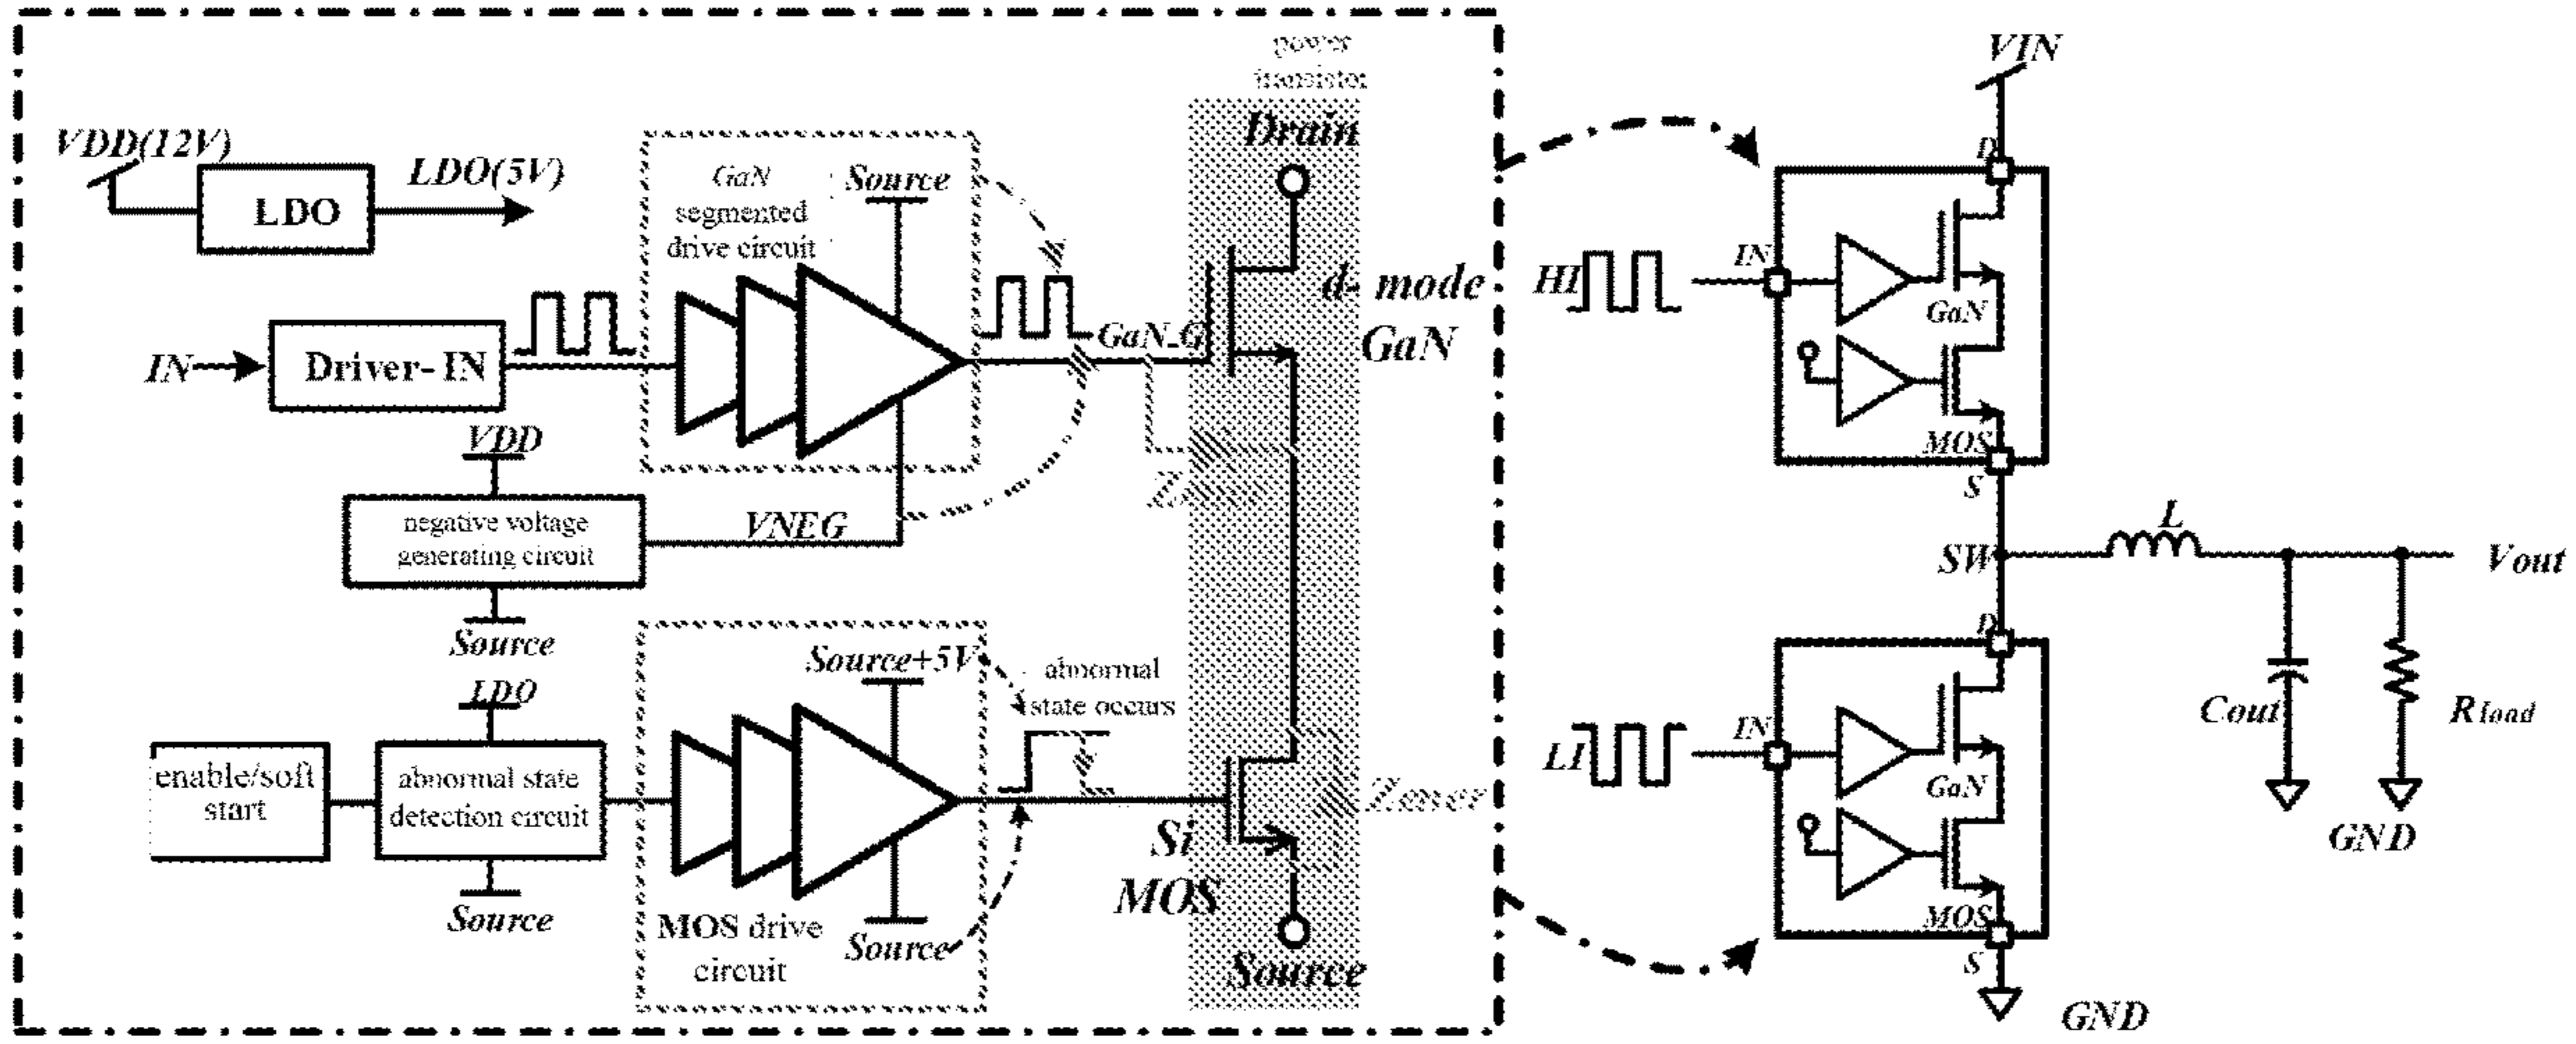 power
transistor
Drain
VDD(12V)
LDO
LDO(5V)
GaN
segmented
drive circuit
Source
IN
Driver-IN
GaN-G
d- mode
GaN
VDD
negative voltage
generating circuit
VNEG
Source
LDO
enable/soft
start
abnormal state
detection circuit
Source
Source+5V
MOS drive
circuit
Source
abnormal
state occurs
Si
MOS
Zener
Source
VIN
D
HI
IN
GaN
MOS
S
SW
L
Vout
D
LI
IN
GaN
MOS
S
GND
Cout
Rload
GND